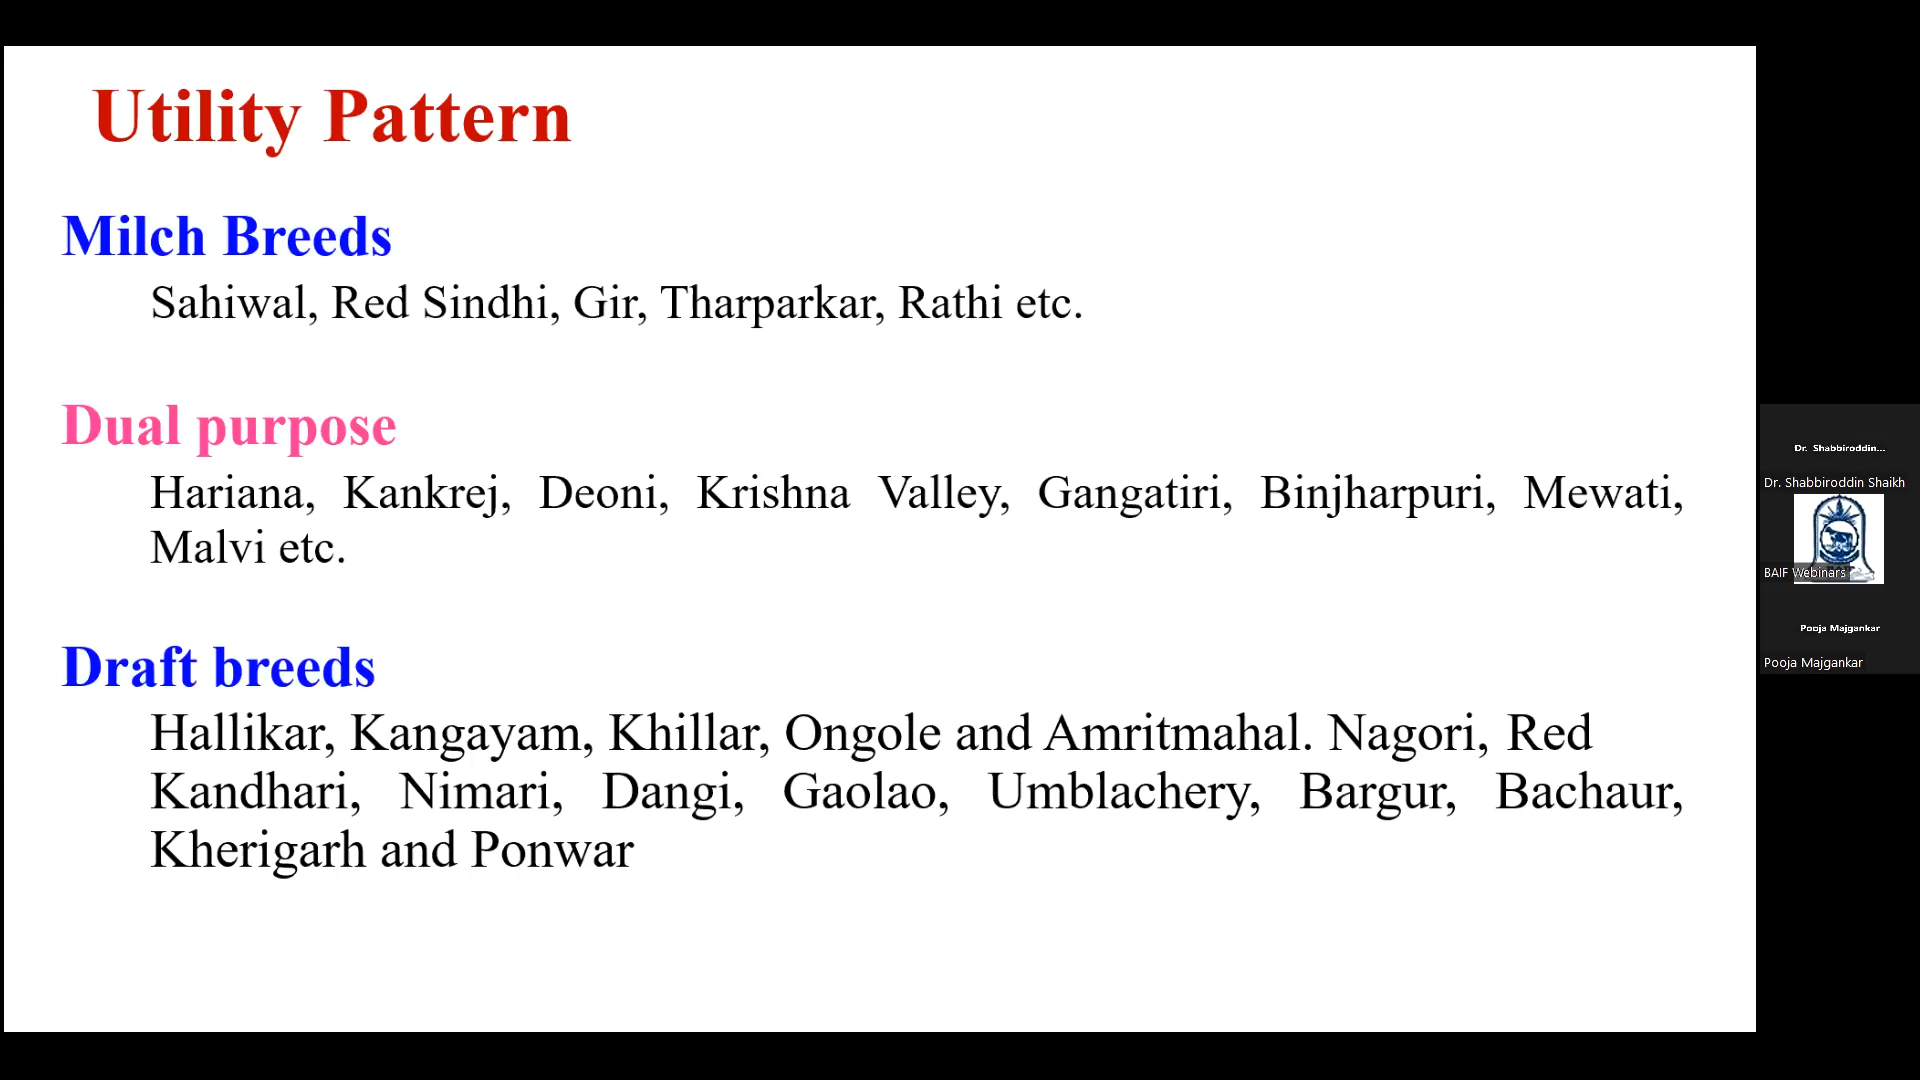 Utility Pattern
Milch Breeds
Sahiwal, Red Sindhi, Gir, Tharparkar, Rathi etc.
Dual purpose
Hariana, Kankrej, Deoni, Krishna Valley, Gangatiri, Binjharpuri, Mewati,
Malvi etc.
Draft breeds
Hallikar, Kangayam, Khillar, Ongole and Amritmahal. Nagori, Red
Kandhari, Nimari, Dangi, Gaolao, Umblachery, Bargur, Bachaur,
Kherigarh and Ponwar
Dr. Shabbiroddin...
Dr. Shabbiroddin Shaikh
BAIF Webinars
Pooja Majgankar
Pooja Majgankar